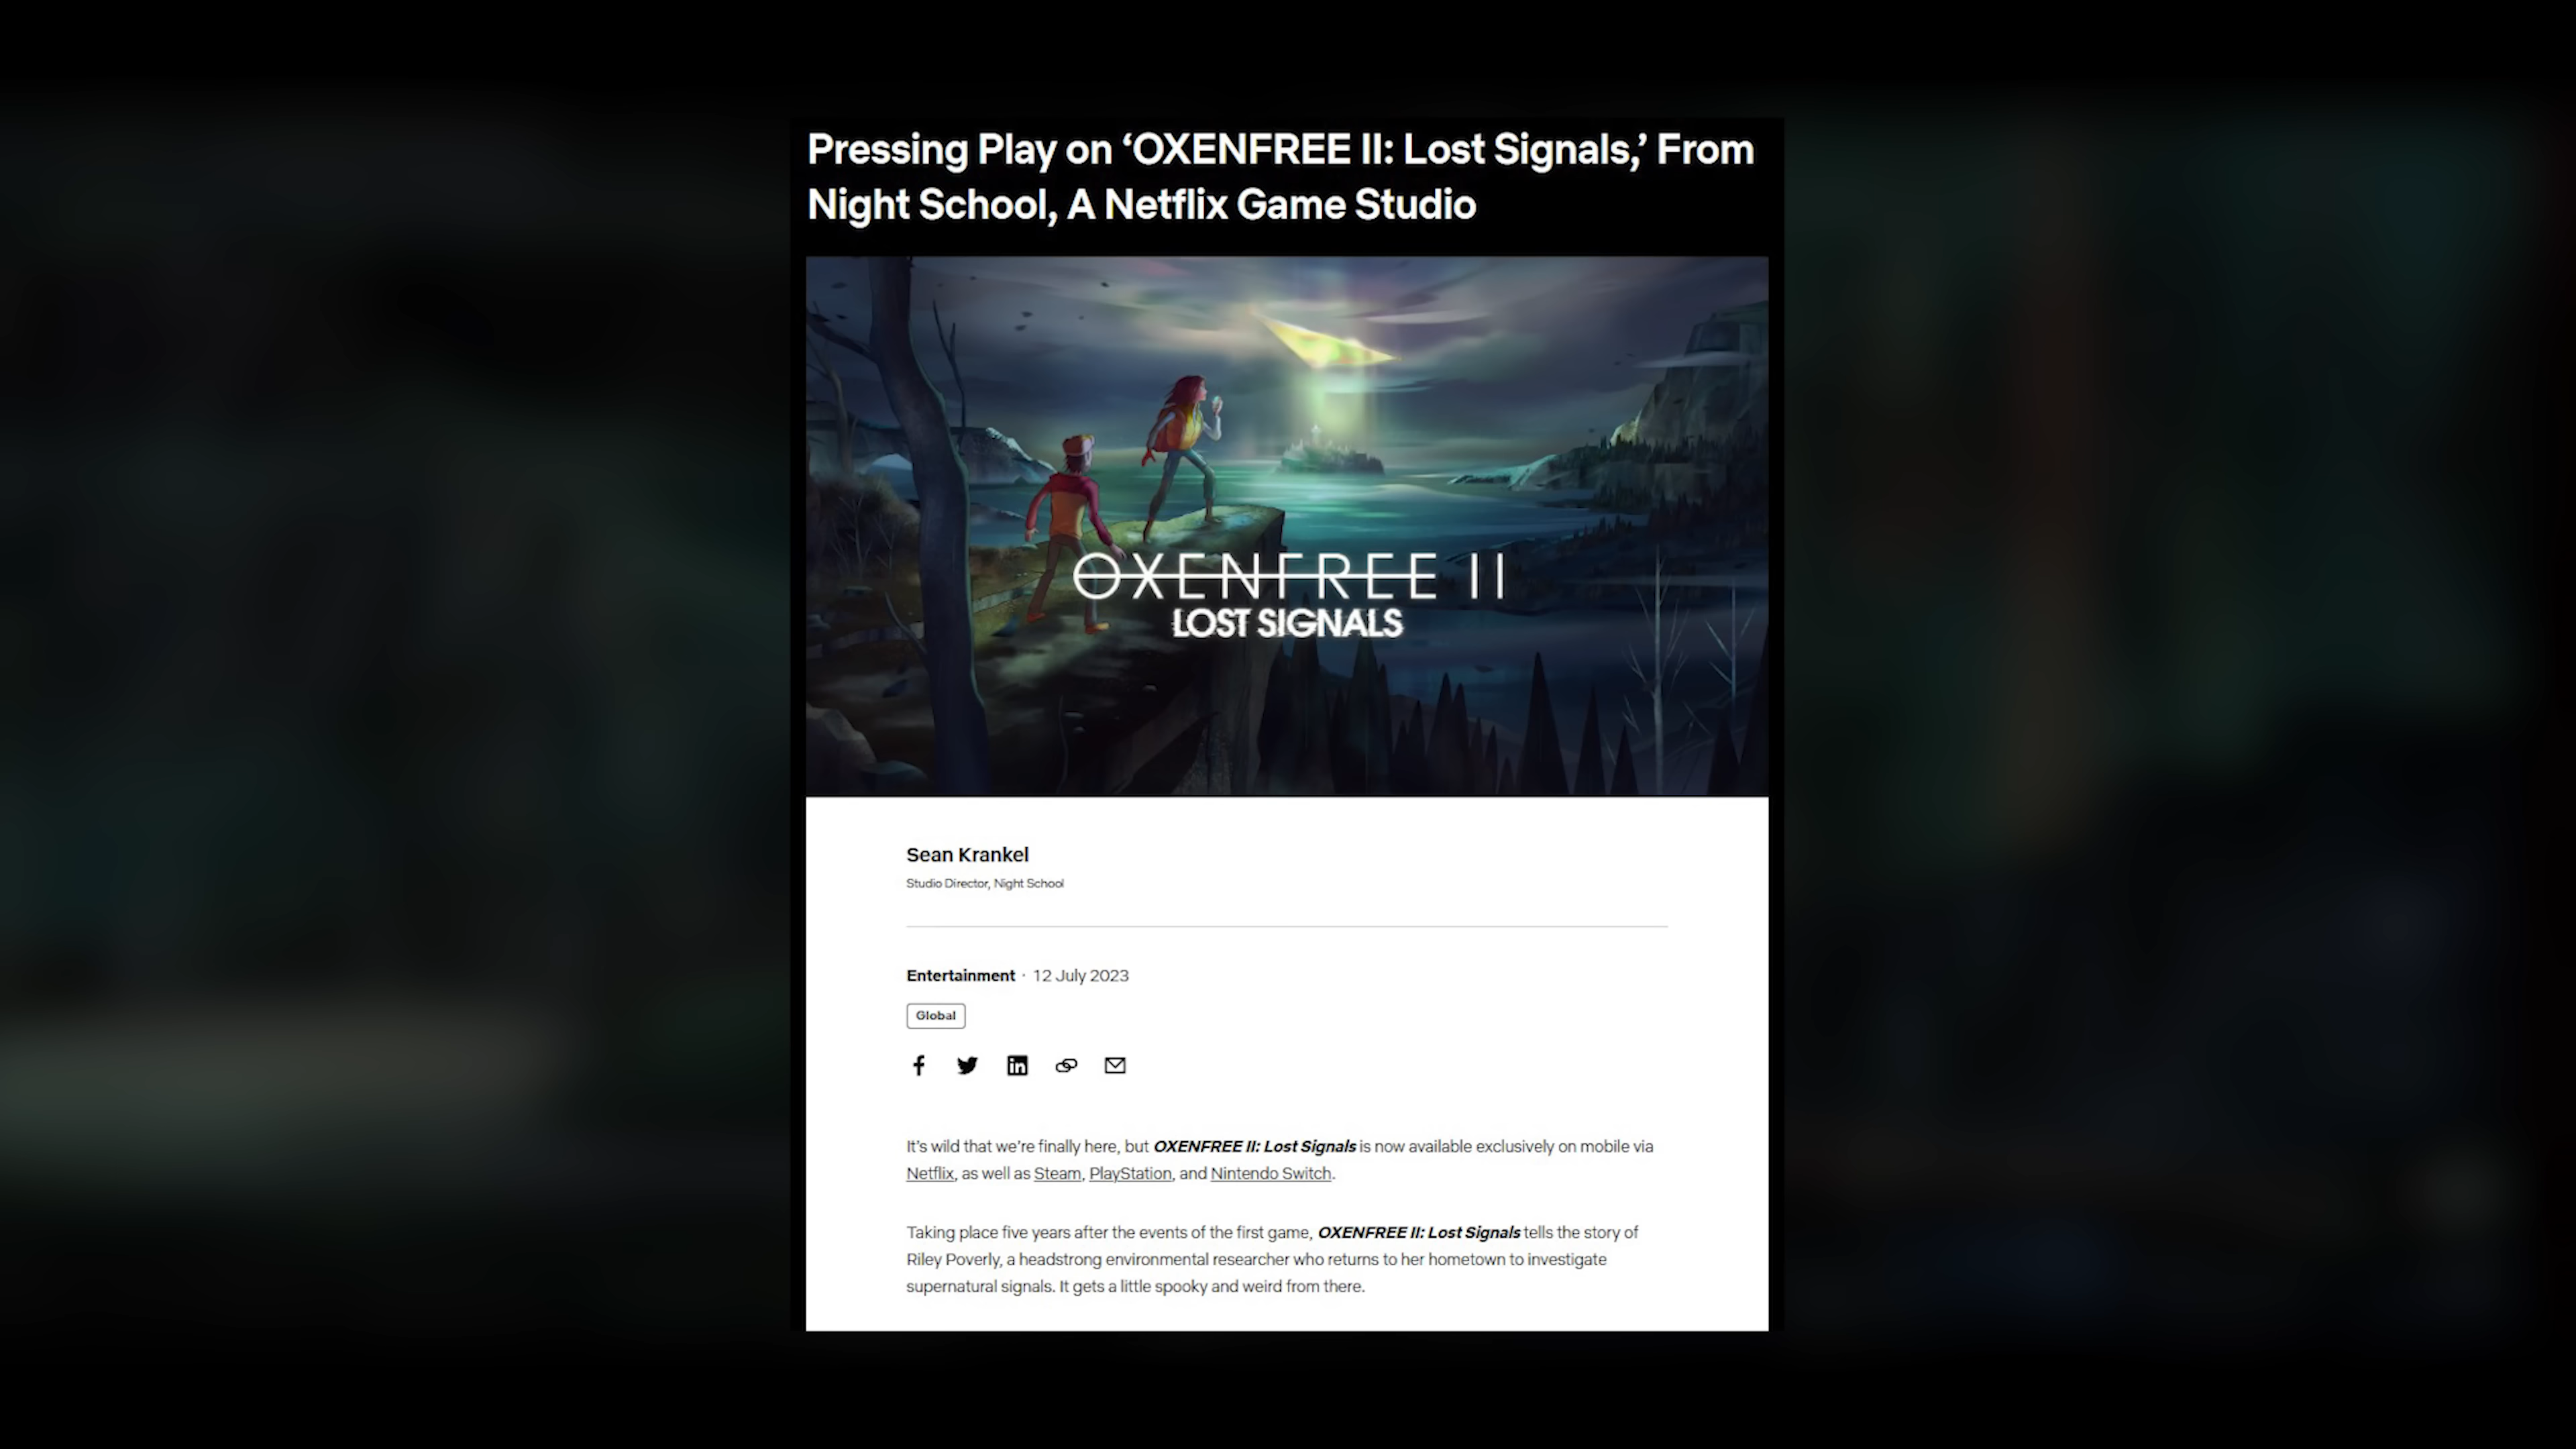 Pressing Play on ‘OXENFREE II: Lost Signals,’ From
Night School, A Netflix Game Studio
OXENFREE II
LOST SIGNALS
Sean Krankel
Studio Director, Night School
Entertainment · 12 July 2023
Global
It’s wild that we’re finally here, but OXENFREE II: Lost Signals is now available exclusively on mobile via
Netflix, as well as Steam, PlayStation, and Nintendo Switch.
Taking place five years after the events of the first game, OXENFREE II: Lost Signals tells the story of
Riley Poverly, a headstrong environmental researcher who returns to her hometown to investigate
supernatural signals. It gets a little spooky and weird from there.